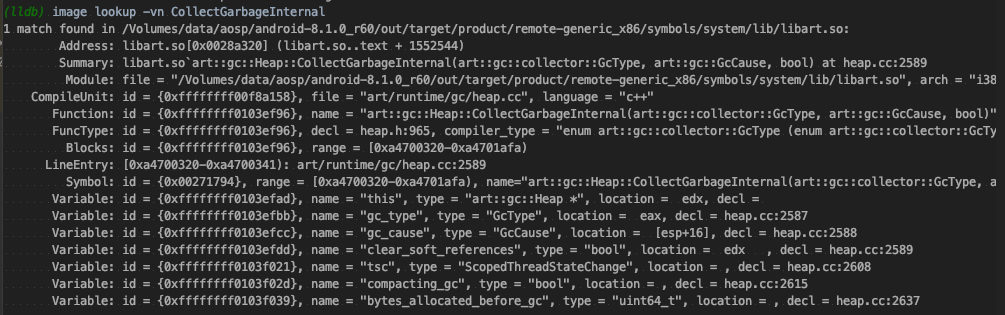 (lldb) image lookup -vn CollectGarbageInternal
1 match found in /Volumes/data/aosp/android-8.1.0_r60/out/target/product/remote-generic_x86/symbols/system/lib/libart.so:
Address: libart.so[0x0028a320] (libart.so..text + 1552544)
Summary: libart.so`art::gc::Heap::CollectGarbageInternal(art::gc::collector::GcType, art::gc::GcCause, bool) at heap.cc:2589
Module: file = "/Volumes/data/aosp/android-8.1.0_r60/out/target/product/remote-generic_x86/symbols/system/lib/libart.so", arch = "i38
CompileUnit: id = {0xffffffff00f8a158}, file = "art/runtime/gc/heap.cc", language = "c++"
Function: id = {0xffffffff0103ef96}, name = "art::gc::Heap::CollectGarbageInternal(art::gc::collector::GcType, art::gc::GcCause, bool)"
FuncType: id = {0xffffffff0103ef96}, decl = heap.h:965, compiler_type = "enum art::gc::collector::GcType (enum art::gc::collector::GcTy
Blocks: id = {0xffffffff0103ef96}, range = [0xa4700320-0xa4701afa)
LineEntry: [0xa4700320-0xa4700341): art/runtime/gc/heap.cc:2589
Symbol: id = {0x00271794}, range = [0xa4700320-0xa4701afa), name="art::gc::Heap::CollectGarbageInternal(art::gc::collector::GcType, a
Variable: id = {0xffffffff0103efad}, name = "this", type = "art::gc::Heap *", location = edx, decl =
Variable: id = {0xffffffff0103efbb}, name = "gc_type", type = "GcType", location = eax, decl = heap.cc:2587
Variable: id = {0xffffffff0103efcc}, name = "gc_cause", type = "GcCause", location = [esp+16], decl = heap.cc:2588
Variable: id = {0xffffffff0103efdd}, name = "clear_soft_references", type = "bool", location = edx , decl = heap.cc:2589
Variable: id = {0xffffffff0103f021}, name = "tsc", type = "ScopedThreadStateChange", location = , decl = heap.cc:2608
Variable: id = {0xffffffff0103f02d}, name = "compacting_gc", type = "bool", location = , decl = heap.cc:2615
Variable: id = {0xffffffff0103f039}, name = "bytes_allocated_before_gc", type = "uint64_t", location = , decl = heap.cc:2637